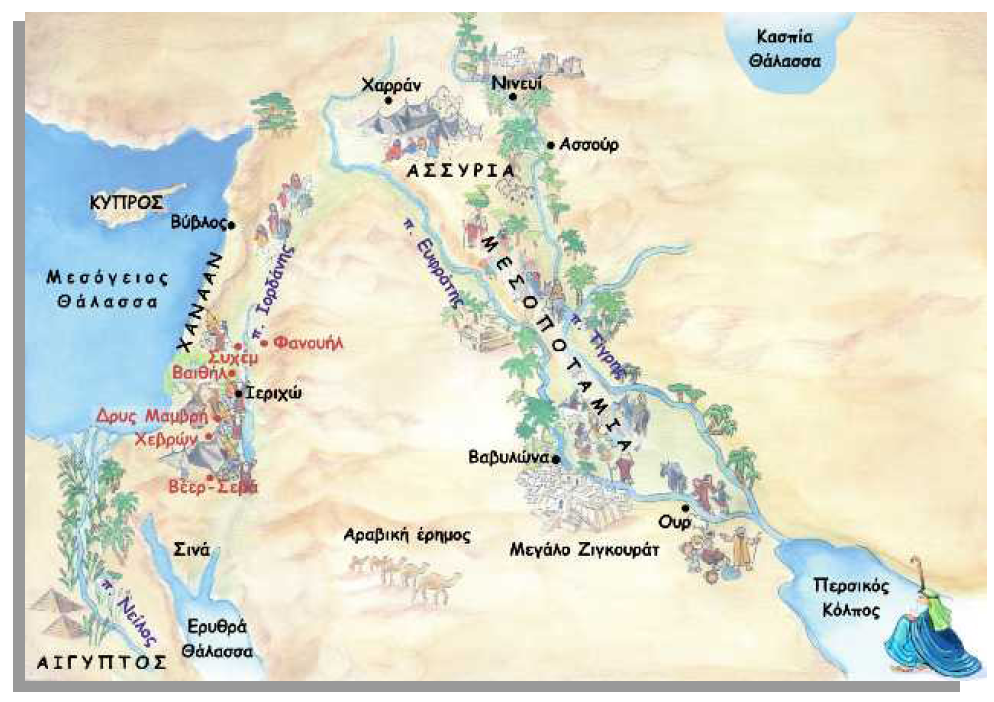 Κασπία
Θάλασσα
Χαρράν
Νινευί
Ασσούρ
ΑΣΣΥΡΙΑ
ΚΥΠΡΟΣ
Βύβλος
Μεσόγειος
Θάλασσα
ΧΑΝΑΑΝ
π. Ιορδάνης
π. Ευφράτης
ΜΕΣΟΠΟΤΑΜΙΑ
π. Τίγρης
Φανουήλ
Συχέμ
Βαιθήλ
Ιεριχώ
Δρυς Μαμβρή
Χεβρών
Βέερ-Σεβά
Βαβυλώνα
Ουρ
Αραβική έρημος
Μεγάλο Ζιγκουράτ
Σινά
π. Νείλος
Ερυθρά
Θάλασσα
ΑΙΓΥΠΤΟΣ
Περσικός
Κόλπος